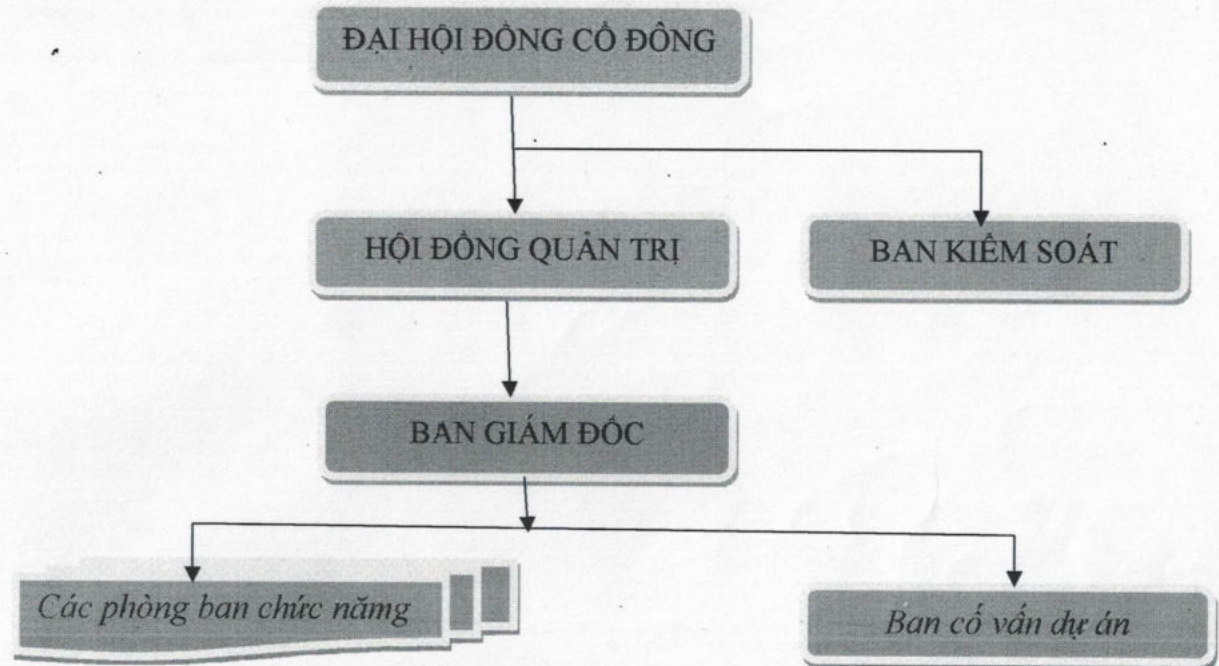 ĐẠI HỘI ĐỒNG CỔ ĐÔNG
HỘI ĐỒNG QUẢN TRỊ
BAN KIỂM SOÁT
BAN GIÁM ĐỐC
Các phòng ban chức nămg
Ban cố vấn dự án